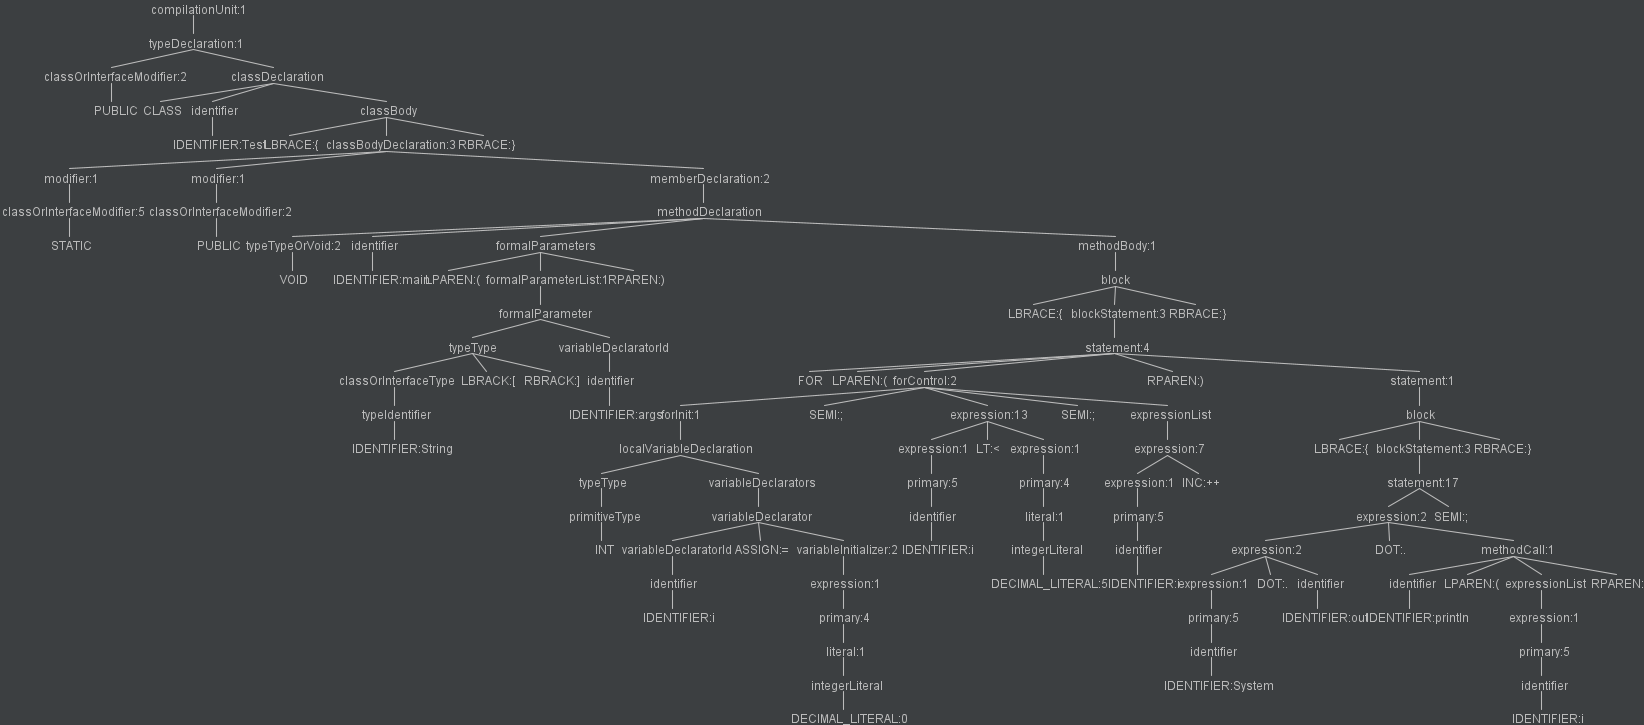 compilationUnit:1
typeDeclaration:1
classOrInterfaceModifier:2 classDeclaration
PUBLIC CLASS identifier classBody
IDENTIFIER:Test LBRACE:{ classBodyDeclaration:3 RBRACE:}
modifier:1 modifier:1 memberDeclaration:2
classOrInterfaceModifier:5 classOrInterfaceModifier:2 methodDeclaration
STATIC PUBLIC typeTypeOrVoid:2 identifier formalParameters methodBody:1
VOID IDENTIFIER:main LPAREN:( formalParameterList:1 RPAREN:) block
formalParameter LBRACE:{ blockStatement:3 RBRACE:}
typeType variableDeclaratorId statement:4
classOrInterfaceType LBRACK:[ RBRACK:] identifier FOR LPAREN:( forControl:2 RPAREN:) statement:1
typeIdentifier IDENTIFIER:args forInit:1 SEMI:; expression:13 SEMI:; expressionList block
IDENTIFIER:String localVariableDeclaration expression:1 LT:< expression:1 expression:7 LBRACE:{ blockStatement:3 RBRACE:}
typeType variableDeclarators primary:5 primary:4 expression:1 INC:++ statement:17
primitiveType variableDeclarator identifier literal:1 primary:5 expression:2 SEMI:;
INT variableDeclaratorId ASSIGN:= variableInitializer:2 IDENTIFIER:i integerLiteral identifier expression:2 DOT:. methodCall:1
identifier expression:1 DECIMAL_LITERAL:5 IDENTIFIER:i expression:1 DOT:. identifier identifier LPAREN:( expressionList RPAREN:
IDENTIFIER:i primary:4 primary:5 IDENTIFIER:out IDENTIFIER:println expression:1
literal:1 identifier primary:5
integerLiteral IDENTIFIER:System identifier
DECIMAL_LITERAL:0 IDENTIFIER:i